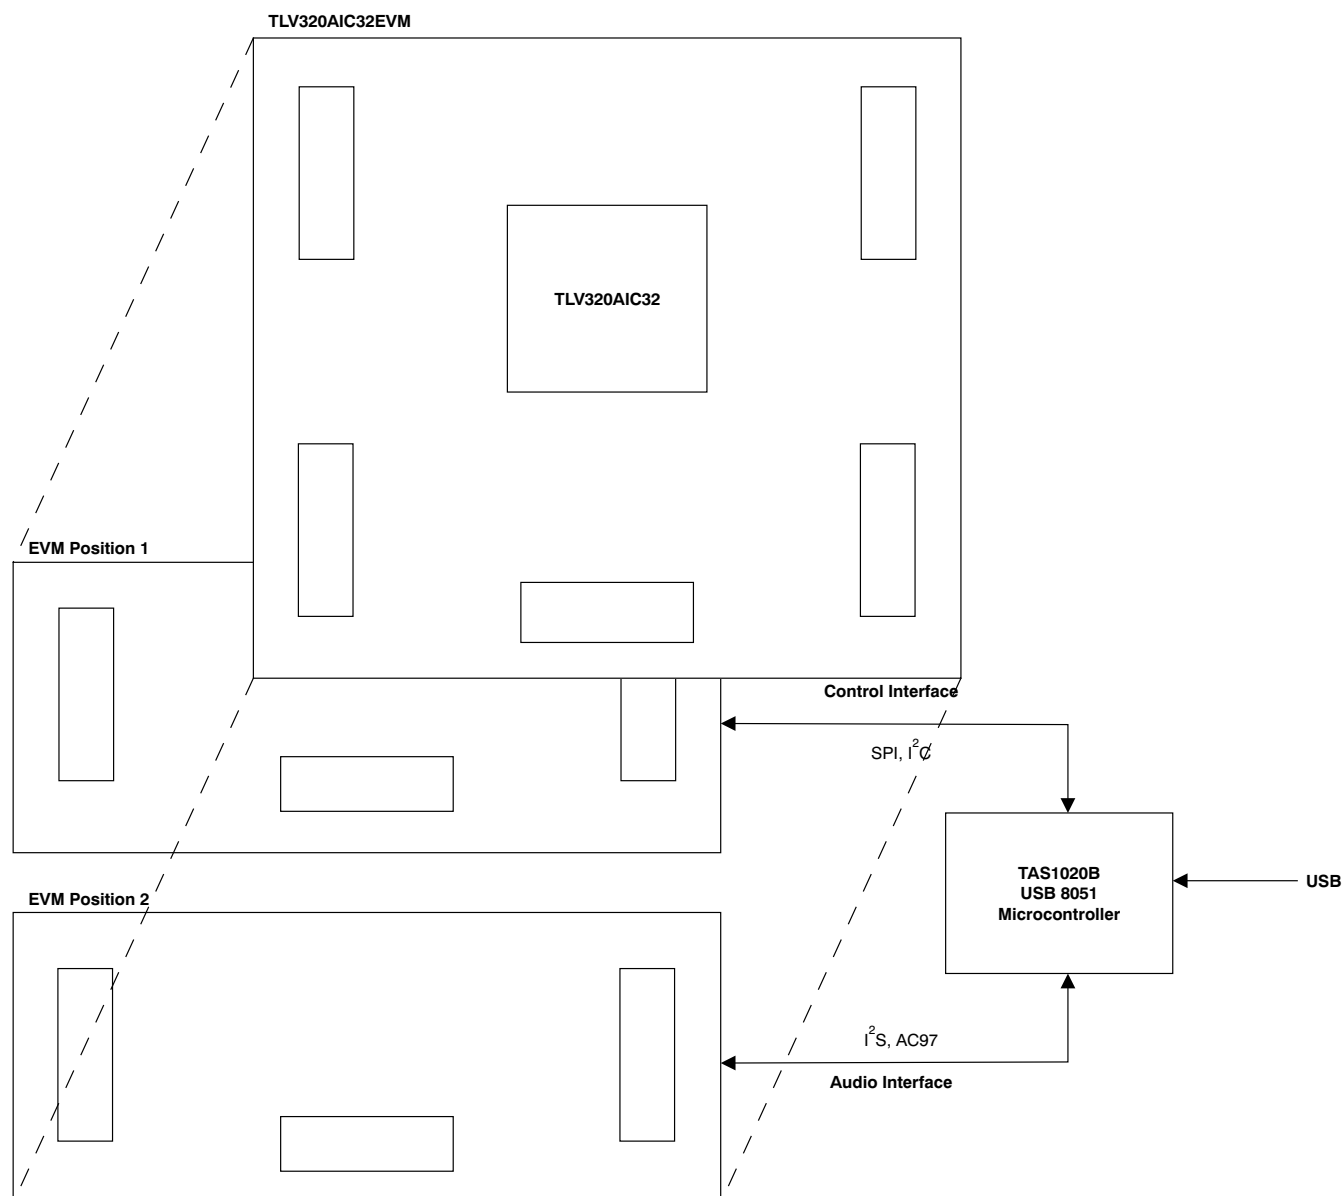 TLV320AIC32EVM
TLV320AIC32
EVM Position 1
Control Interface
SPI, I²C
TAS1020B
USB 8051
Microcontroller
USB
EVM Position 2
I²S, AC97
Audio Interface